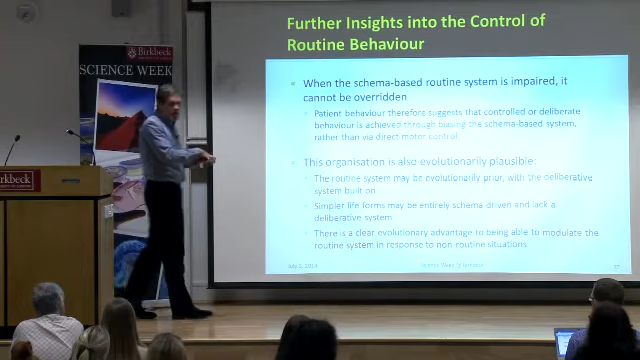 Further Insights into the Control of
Routine Behaviour
When the schema-based routine system is impaired, it
cannot be overridden
Patient behaviour therefore suggests that controlled or deliberate
behaviour is achieved through biasing the schema-based system,
rather than via direct motor control
This organisation is also evolutionarily plausible:
The routine system may be evolutionarily prior, with the deliberative
system built on
Simpler life forms may be entirely schema driven and lack a
deliberative system
There is a clear evolutionary advantage to being able to modulate the
routine system in response to non-routine situations
Birkbeck
SCIENCE WEEK
rkbeck